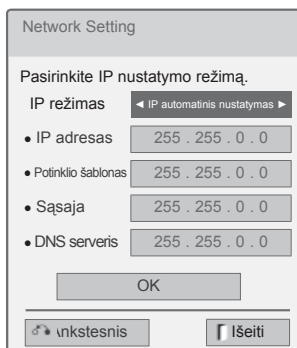 Network Setting
Pasirinkite IP nustatymo režimą.
IP režimas ◄ IP automatinis nustatymas ►
● IP adresas 255 . 255 . 0 . 0
● Potinklio šablonas 255 . 255 . 0 . 0
● Sąsaja 255 . 255 . 0 . 0
● DNS serveris 255 . 255 . 0 . 0
OK
Išeiti